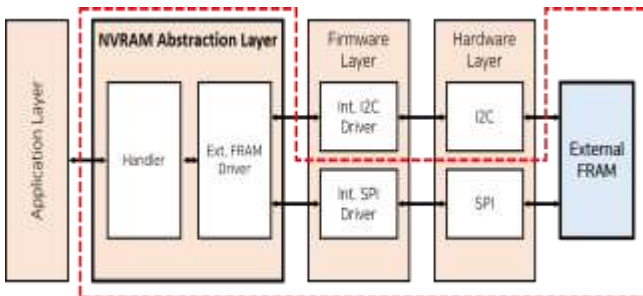 NVRAM Abstraction Layer
Firmware
Layer
Hardware
Layer
Application Layer
Handler
Ext. FRAM
Driver
Int. I2C
Driver
I2C
Int. SPI
Driver
SPI
External
FRAM